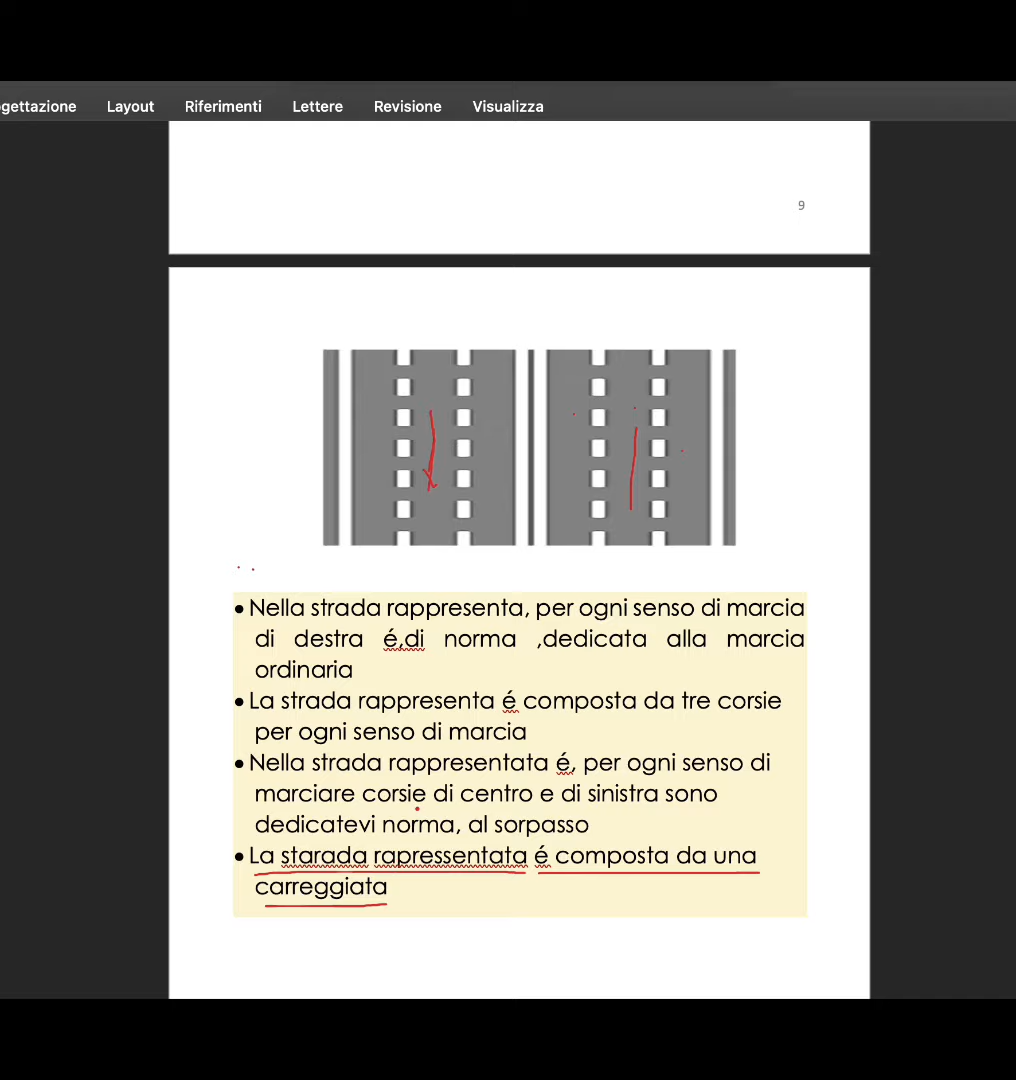 gettazione Layout Riferimenti Lettere Revisione Visualizza
9
• Nella strada rappresenta, per ogni senso di marcia
di destra é,di norma ,dedicata alla marcia
ordinaria
• La strada rappresenta é composta da tre corsie
per ogni senso di marcia
• Nella strada rappresentata é, per ogni senso di
marciare corsie di centro e di sinistra sono
dedicatevi norma, al sorpasso
• La starada rapressentata é composta da una
carreggiata